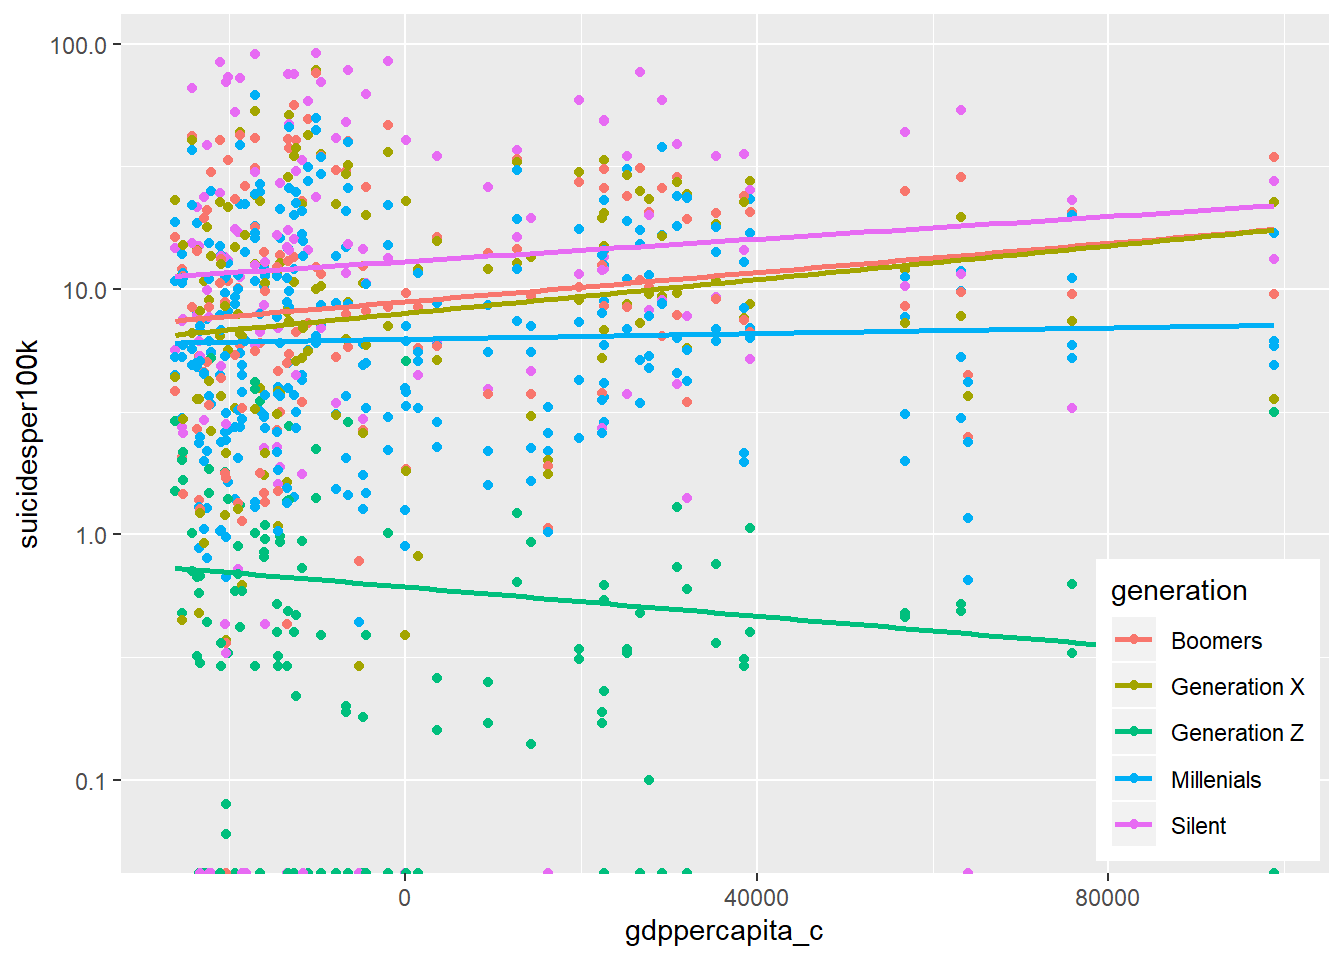 100.0
10.0
1.0
0.1
suicidesper100k
0
40000
80000
gdppercapita_c
generation
Boomers
Generation X
Generation Z
Millenials
Silent